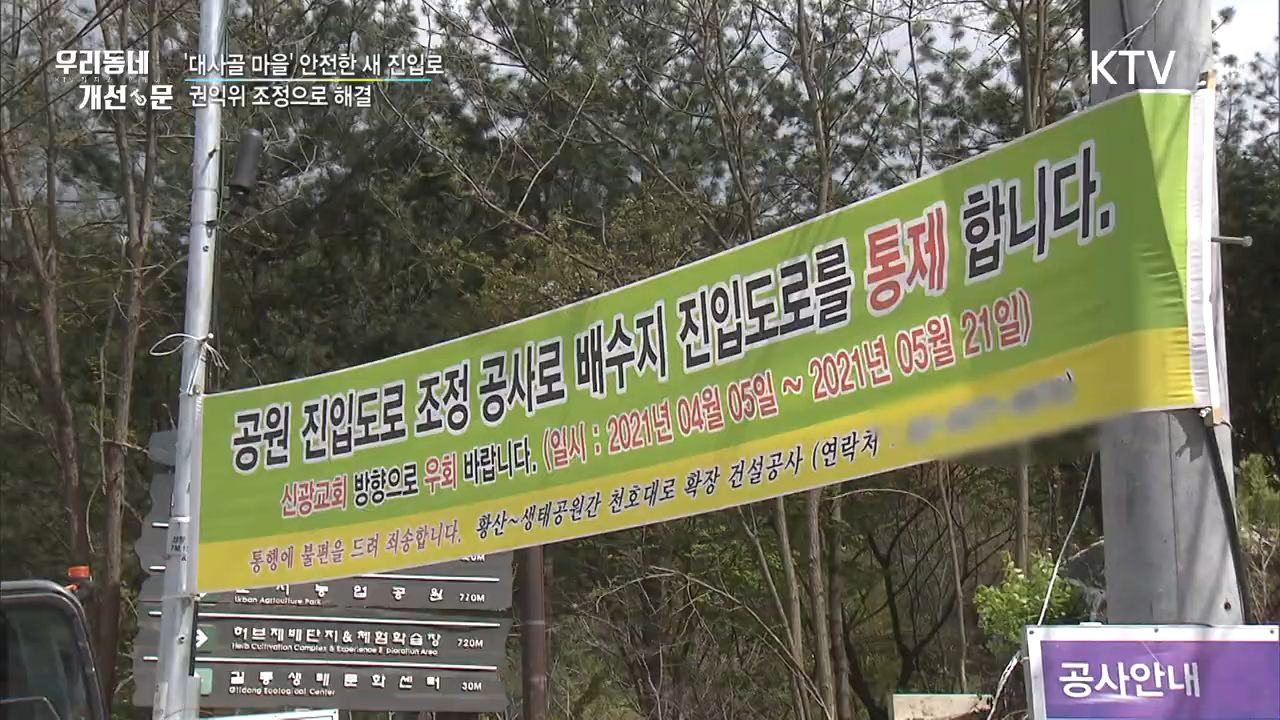 우리동네
개선문
'대사골 마을' 안전한 새 진입로
권익위 조정으로 해결
KTV
공원 진입도로 조정 공사로 배수지 진입도로를 통제 합니다.
신광교회 방향으로 우회 바랍니다. (일시 : 2021년 04월 05일 ~ 2021년 05월 21일)
통행에 불편을 드려 죄송합니다. 황산~생태공원간 천호대로 확장 건설공사 (연락처 :
도시농업공원 720M
Urban Agriculture Park
허브재배단지&체험학습장 720M
Herb Cultivation Complex & Experience Exploration Area
길동생태문화센터 30M
Gildong Ecological Center
공사안내